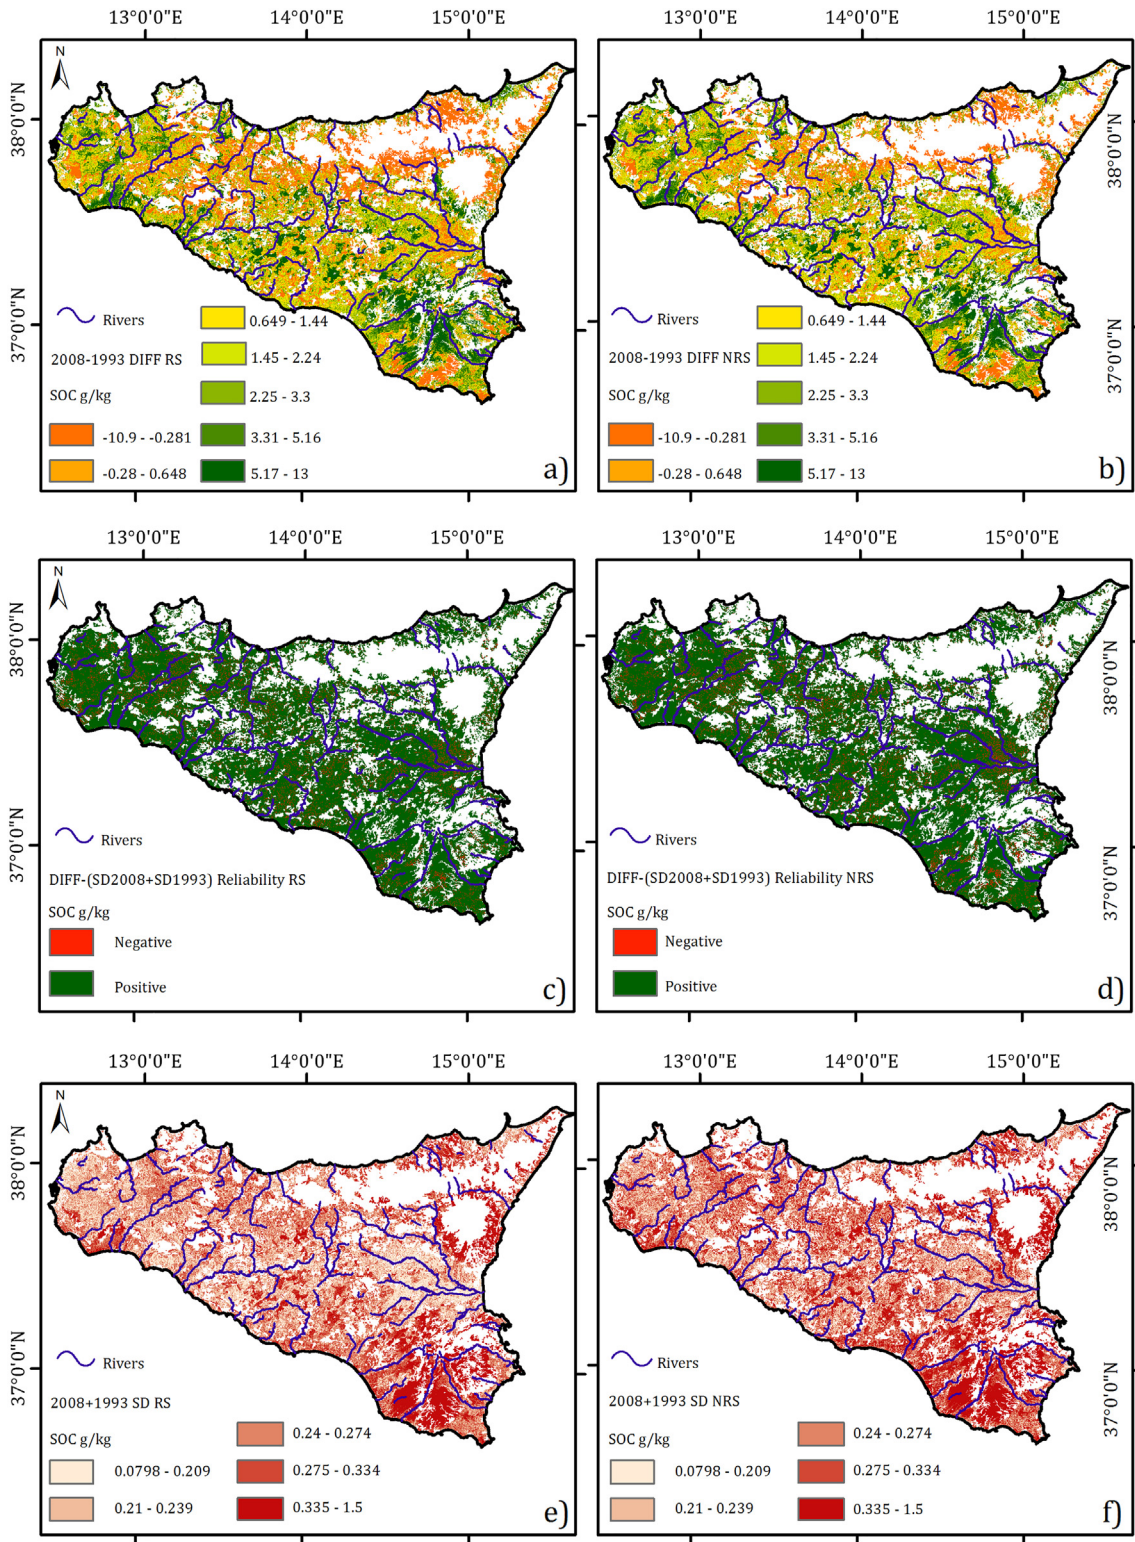 13°0'0"E 14°0'0"E 15°0'0"E 13°0'0"E 14°0'0"E 15°0'0"E
N
38°0'0"N
37°0'0"N
38°0'0"N
37°0'0"N
Rivers
2008-1993 DIFF RS
SOC g/kg
-10.9 - -0.281
-0.28 - 0.648
0.649 - 1.44
1.45 - 2.24
2.25 - 3.3
3.31 - 5.16
5.17 - 13
a)
Rivers
2008-1993 DIFF NRS
SOC g/kg
-10.9 - -0.281
-0.28 - 0.648
0.649 - 1.44
1.45 - 2.24
2.25 - 3.3
3.31 - 5.16
5.17 - 13
b)
13°0'0"E 14°0'0"E 15°0'0"E 13°0'0"E 14°0'0"E 15°0'0"E
N
38°0'0"N
37°0'0"N
38°0'0"N
37°0'0"N
Rivers
DIFF-(SD2008+SD1993) Reliability RS
SOC g/kg
Negative
Positive
c)
Rivers
DIFF-(SD2008+SD1993) Reliability NRS
SOC g/kg
Negative
Positive
d)
13°0'0"E 14°0'0"E 15°0'0"E 13°0'0"E 14°0'0"E 15°0'0"E
N
38°0'0"N
37°0'0"N
38°0'0"N
37°0'0"N
Rivers
2008+1993 SD RS
SOC g/kg
0.0798 - 0.209
0.21 - 0.239
0.24 - 0.274
0.275 - 0.334
0.335 - 1.5
e)
Rivers
2008+1993 SD NRS
SOC g/kg
0.0798 - 0.209
0.21 - 0.239
0.24 - 0.274
0.275 - 0.334
0.335 - 1.5
f)